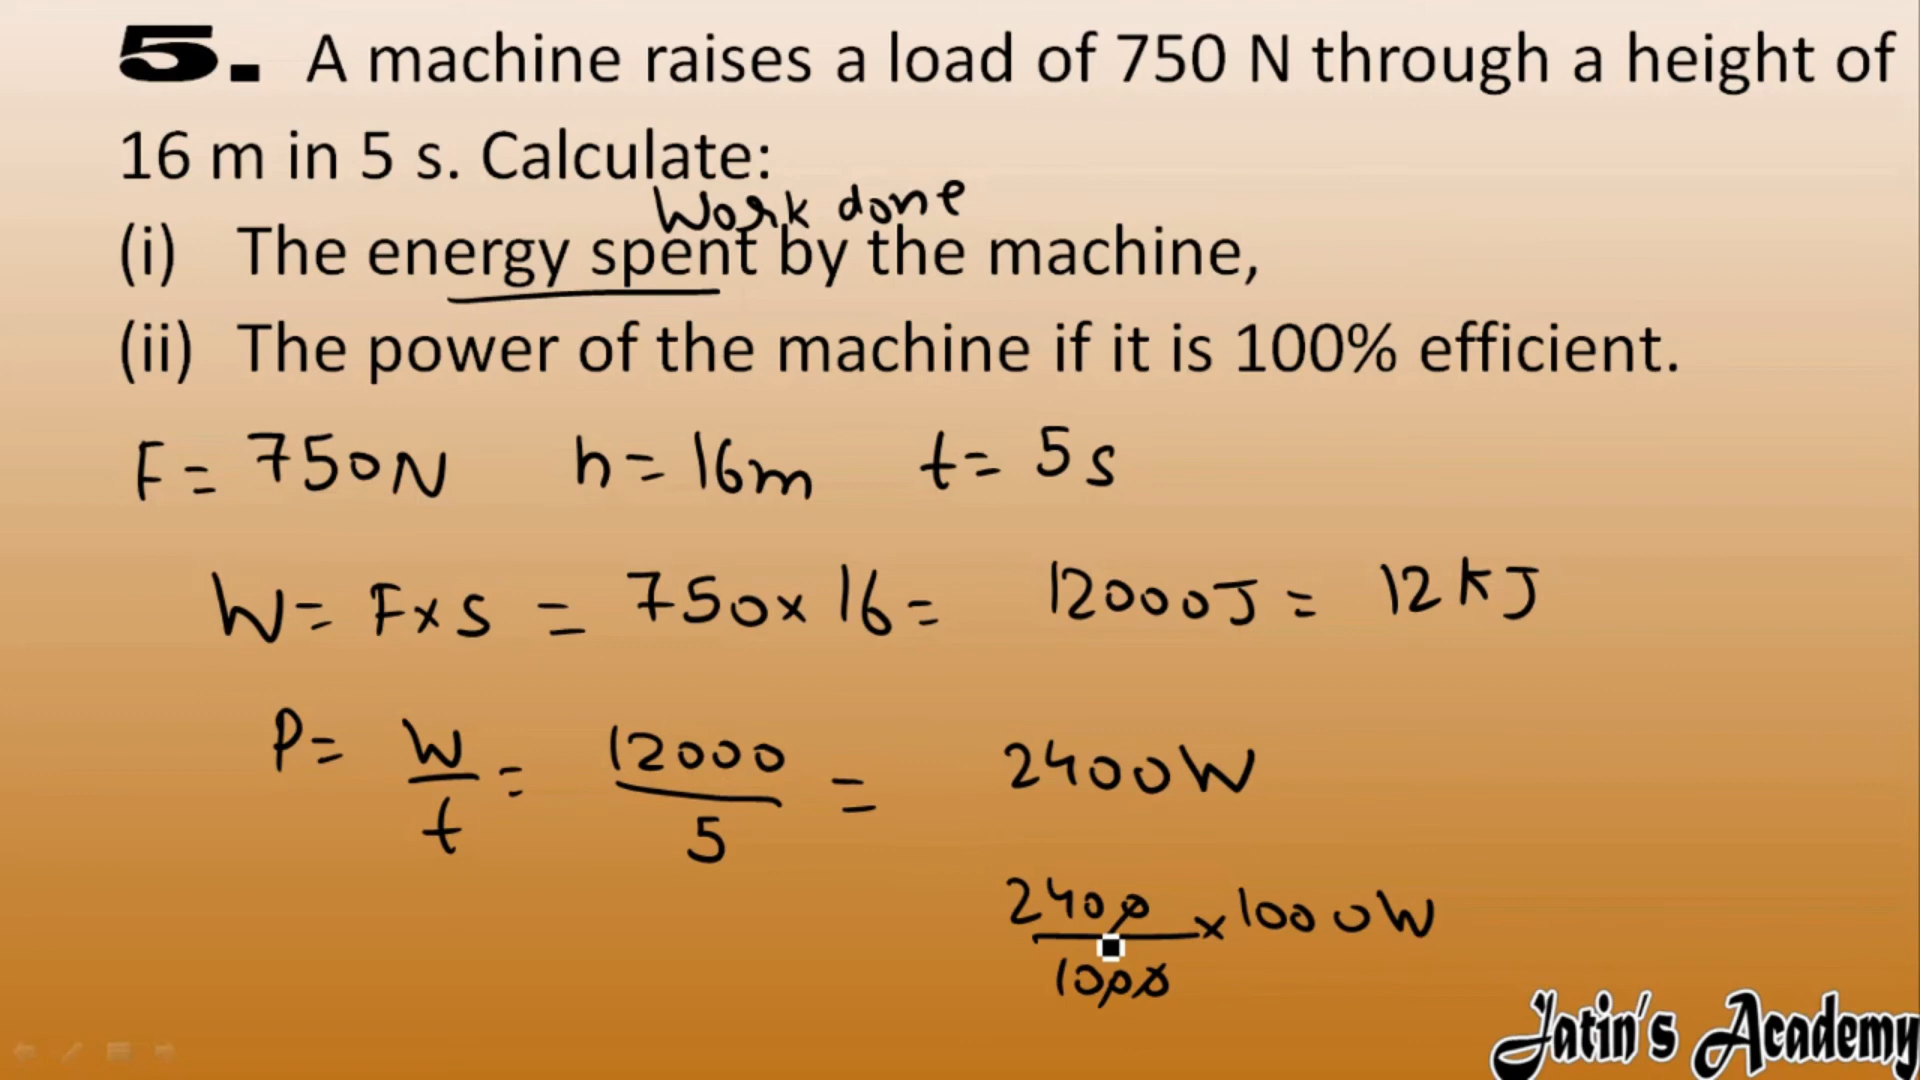 5. A machine raises a load of 750 N through a height of
16 m in 5 s. Calculate:
Work done
(i) The energy spent by the machine,
(ii) The power of the machine if it is 100% efficient.
F = 750N h = 16m t = 5s
W = F x s = 750 x 16 = 12000J = 12KJ
P = W/t = 12000/5 = 2400W
2400/1000 x 1000W
Jatin's Academy